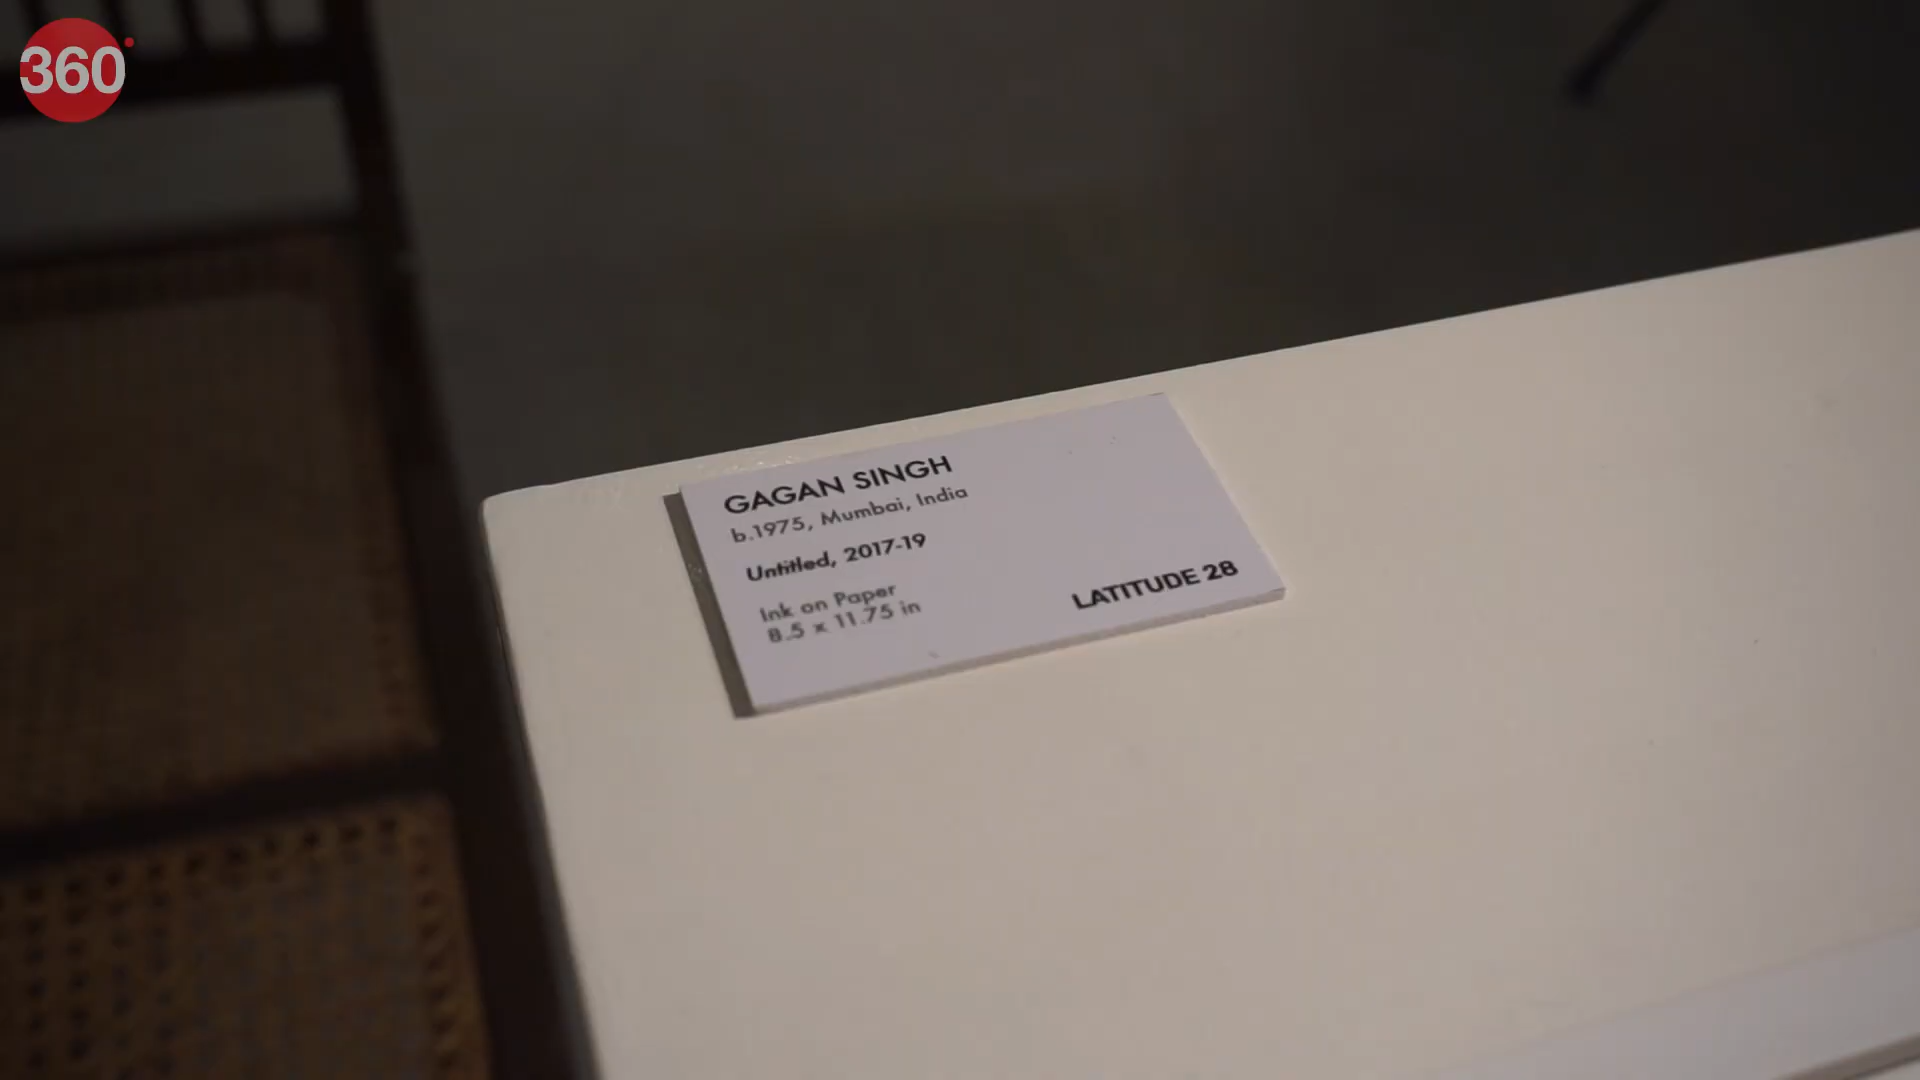 360
GAGAN SINGH
b.1975, Mumbai, India
Untitled, 2017-19
Ink on Paper
8.5 x 11.75 in
LATITUDE 28